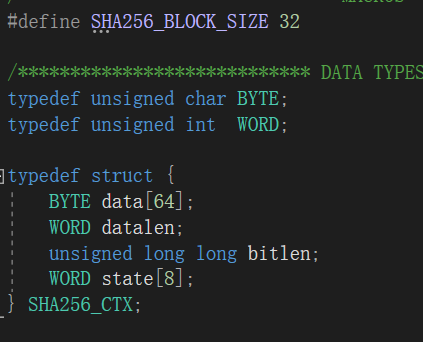 #define SHA256_BLOCK_SIZE 32
/**************************** DATA TYPES
typedef unsigned char BYTE;
typedef unsigned int  WORD;
typedef struct {
    BYTE data[64];
    WORD datalen;
    unsigned long long bitlen;
    WORD state[8];
} SHA256_CTX;